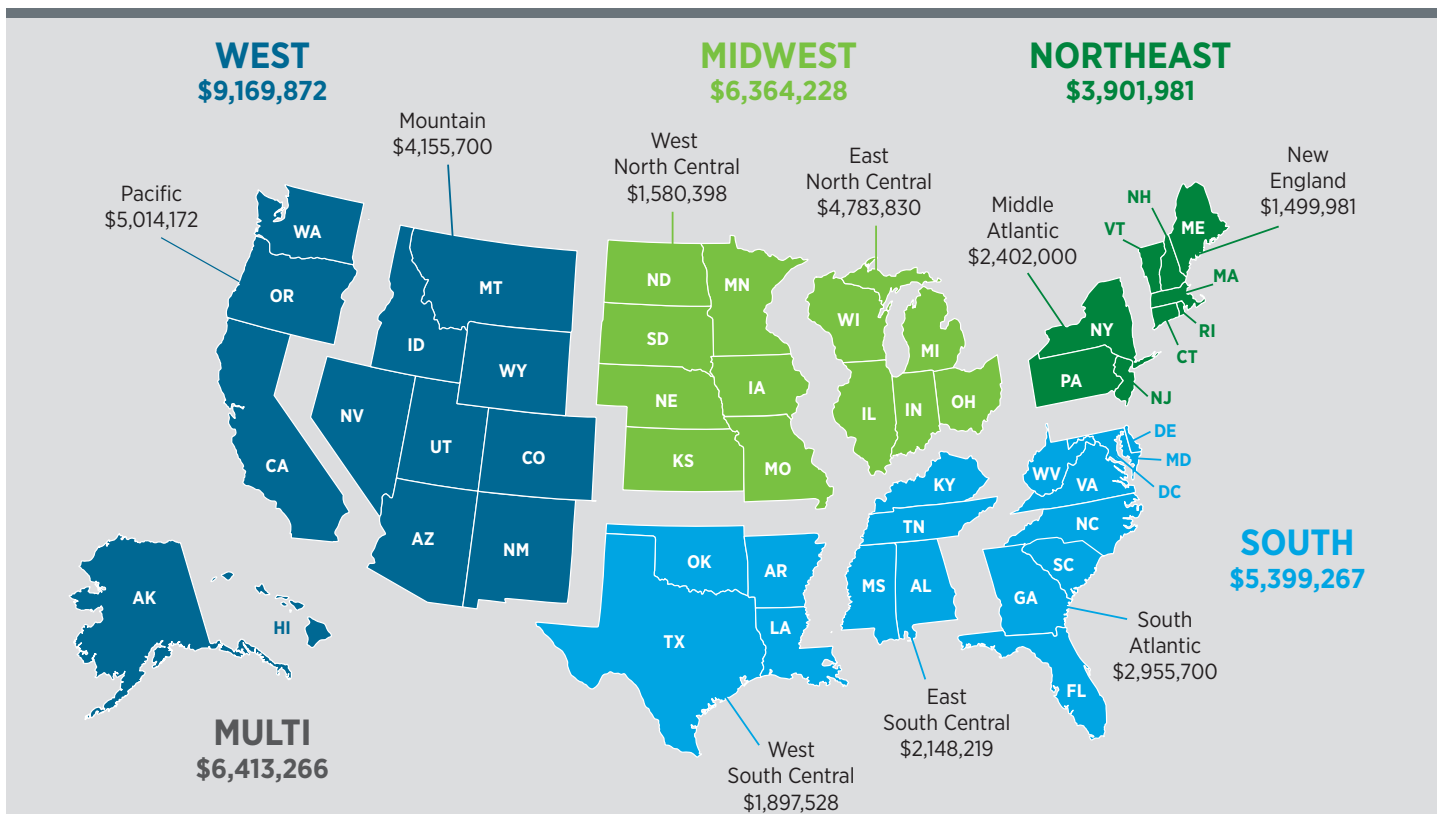 WEST
$9,169,872
MIDWEST
$6,364,228
NORTHEAST
$3,901,981
Mountain
$4,155,700
Pacific
$5,014,172
West
North Central
$1,580,398
East
North Central
$4,783,830
Middle
Atlantic
$2,402,000
New
England
$1,499,981
WA
OR
CA
MT
ID
WY
NV
UT
CO
AZ
NM
AK
HI
ND
MN
SD
IA
NE
KS
MO
WI
MI
IL
IN
OH
NH
VT
ME
MA
RI
CT
NY
PA
NJ
DE
MD
DC
WV
VA
KY
TN
NC
SC
GA
FL
MS
AL
OK
AR
TX
LA
SOUTH
$5,399,267
South
Atlantic
$2,955,700
East
South Central
$2,148,219
West
South Central
$1,897,528
MULTI
$6,413,266